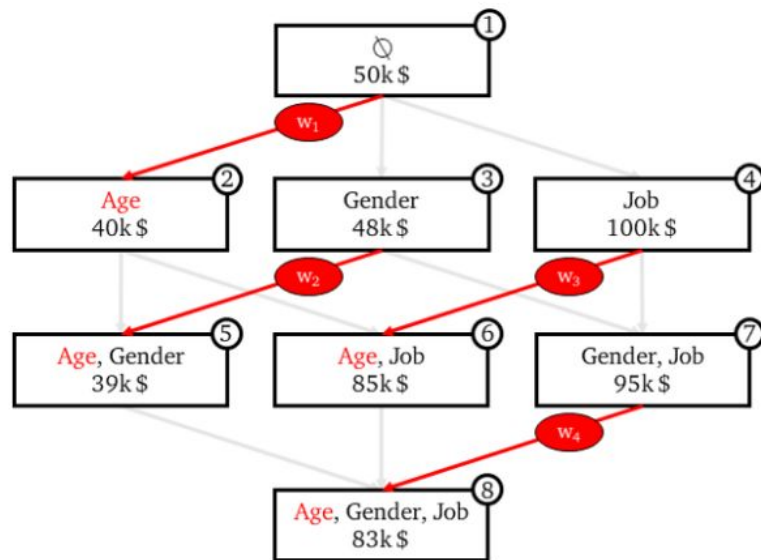 1
∅
50k $
w₁
2
Age
40k $
3
Gender
48k $
4
Job
100k $
w₂
w₃
5
Age, Gender
39k $
6
Age, Job
85k $
7
Gender, Job
95k $
w₄
8
Age, Gender, Job
83k $